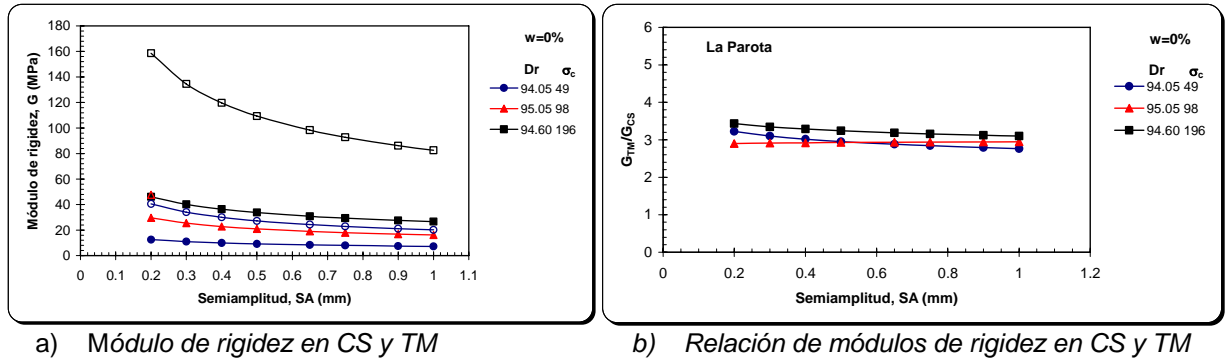 180
160
140
120
100
80
60
40
20
0
Módulo de rigidez, G (MPa)
0 0.1 0.2 0.3 0.4 0.5 0.6 0.7 0.8 0.9 1 1.1
Semiamplitud, SA (mm)
w=0%
Dr σc
94.05 49
95.05 98
94.60 196
a) Módulo de rigidez en CS y TM
6
5
4
3
2
1
0
GTM/GCS
La Parota
0 0.2 0.4 0.6 0.8 1 1.2
Semiamplitud, SA (mm)
w=0%
Dr σc
94.05 49
95.05 98
94.60 196
b) Relación de módulos de rigidez en CS y TM